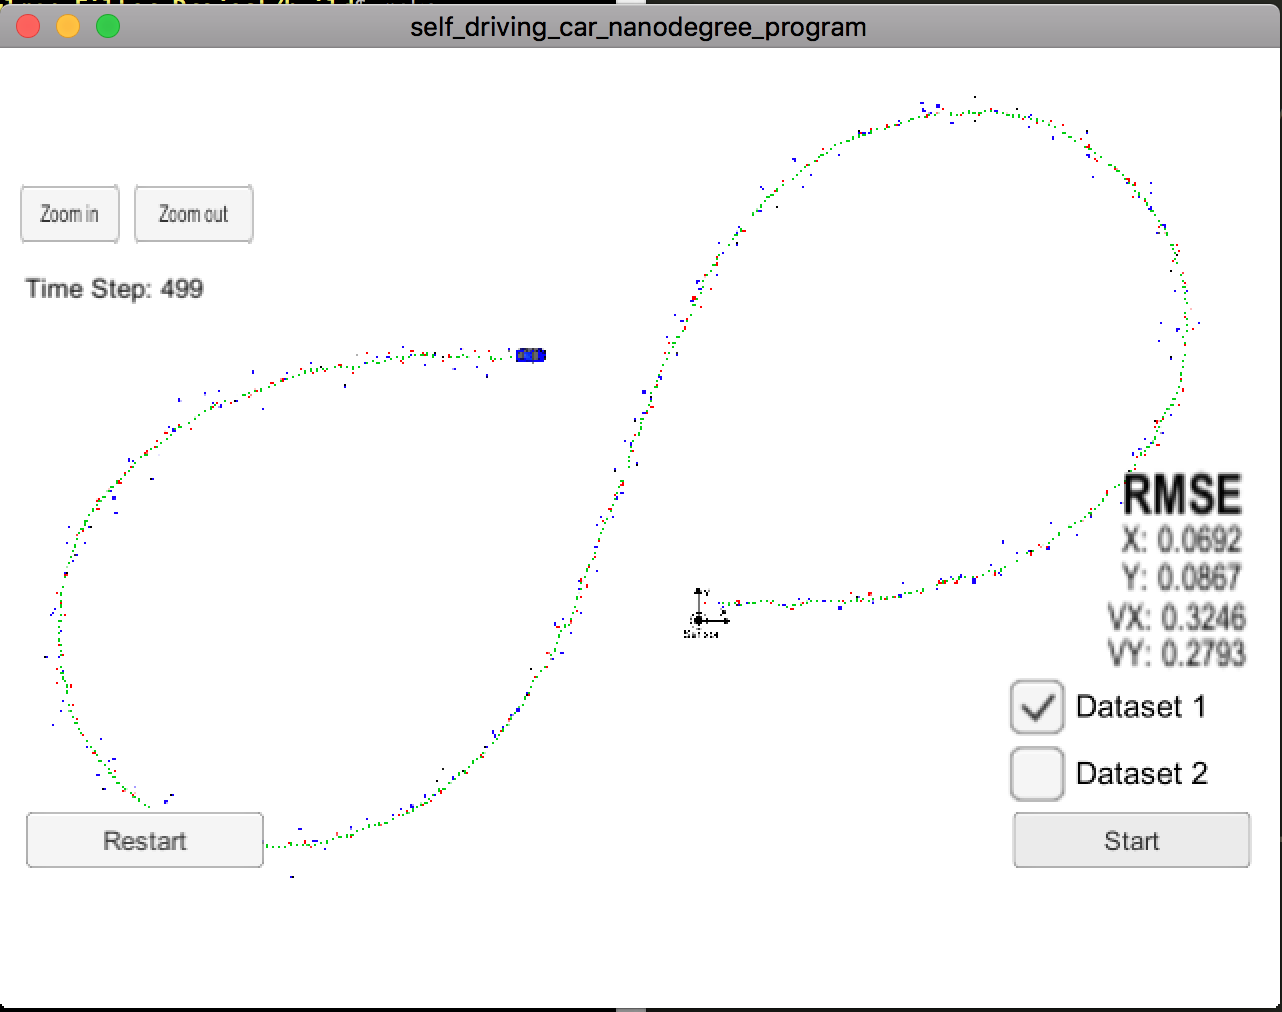 self_driving_car_nanodegree_program
Zoom in
Zoom out
Time Step: 499
RMSE
X: 0.0692
Y: 0.0867
VX: 0.3246
VY: 0.2793
Dataset 1
Dataset 2
Restart
Start